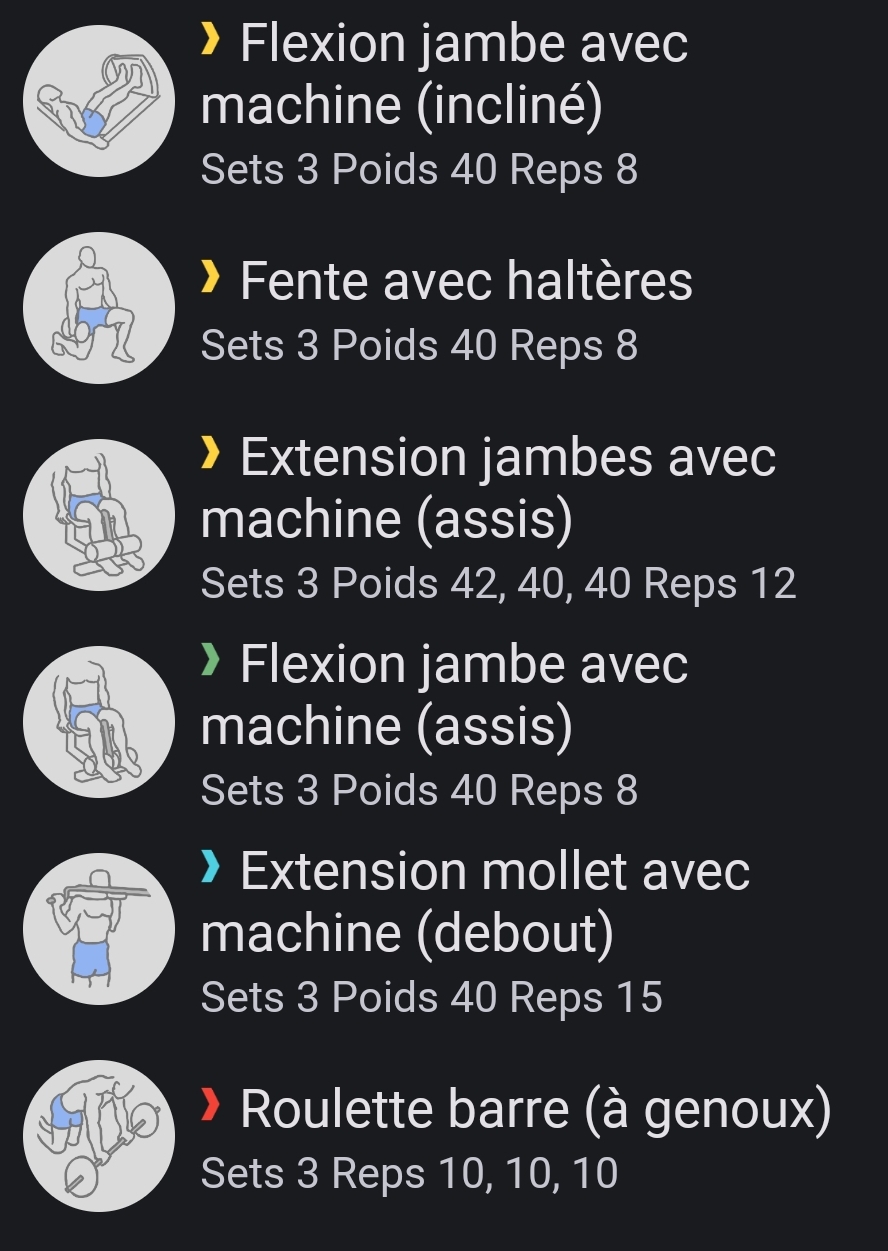 Flexion jambe avec
machine (incliné)
Sets 3 Poids 40 Reps 8
Fente avec haltères
Sets 3 Poids 40 Reps 8
Extension jambes avec
machine (assis)
Sets 3 Poids 42, 40, 40 Reps 12
Flexion jambe avec
machine (assis)
Sets 3 Poids 40 Reps 8
Extension mollet avec
machine (debout)
Sets 3 Poids 40 Reps 15
Roulette barre (à genoux)
Sets 3 Reps 10, 10, 10